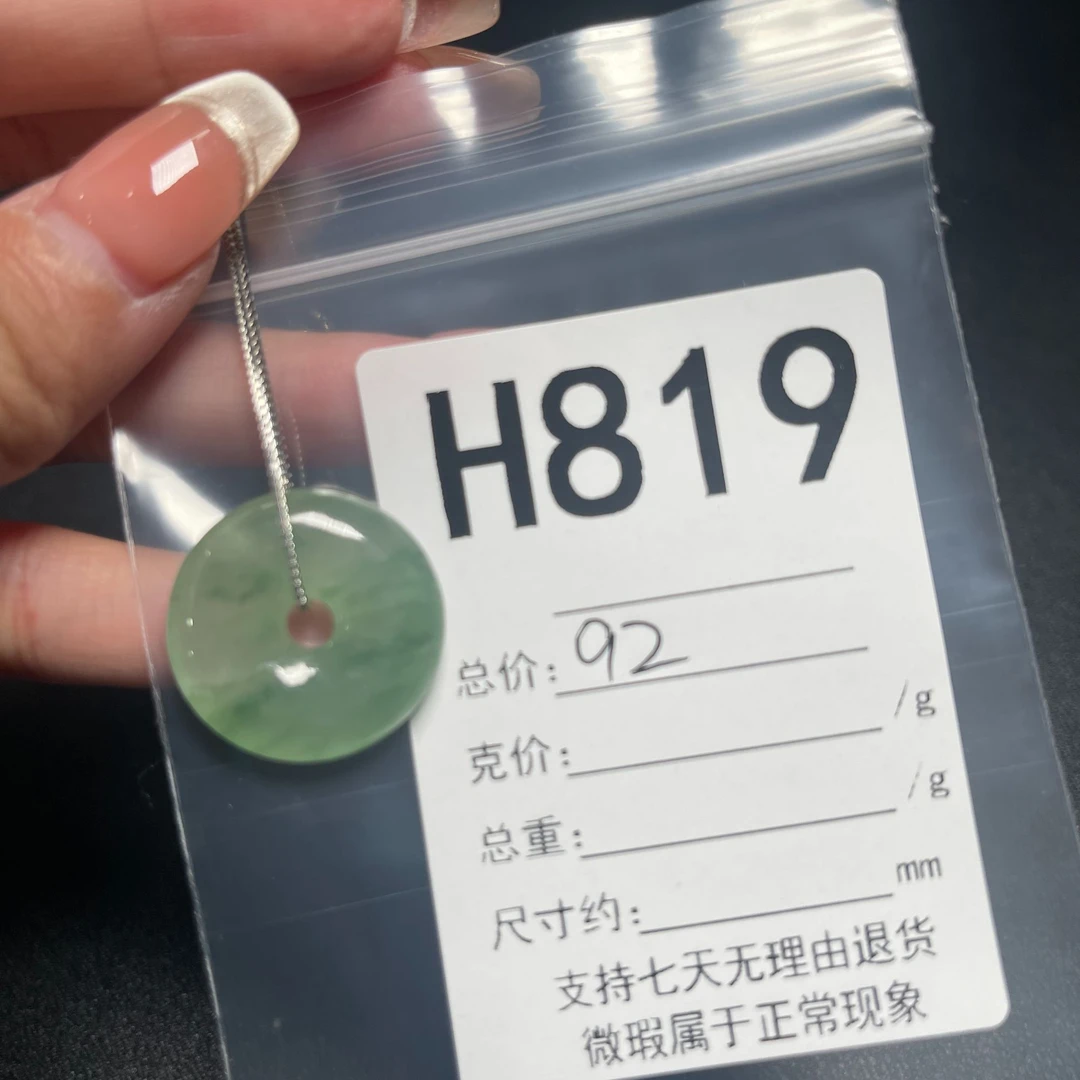 H819
总价: 92
克价: /g
总重: /g
尺寸约: mm
支持七天无理由退货
微瑕属于正常现象